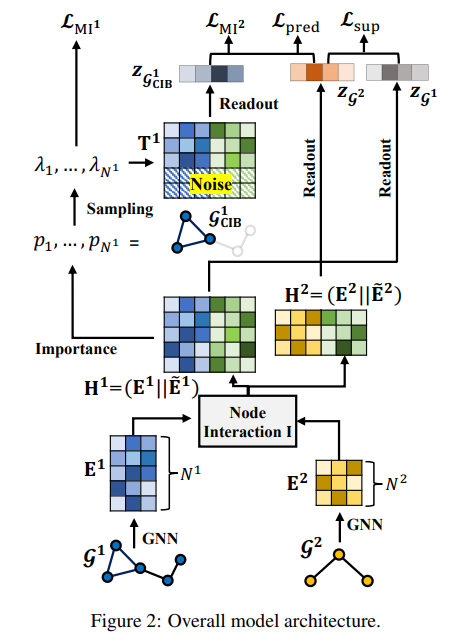 𝓛_MI¹ 𝓛_MI² 𝓛_pred 𝓛_sup
z_𝒢¹_CIB z_𝒢² z_𝒢¹
Readout
T¹
λ₁, … , λ_N¹
Noise
Readout
Readout
Sampling
𝒢¹_CIB
p₁, … , p_N¹ =
H² = (E²||Ẽ²)
Importance
H¹=(E¹||Ẽ¹)
Node
Interaction I
E¹ N¹
E² N²
GNN
GNN
𝒢¹
𝒢²
Figure 2: Overall model architecture.